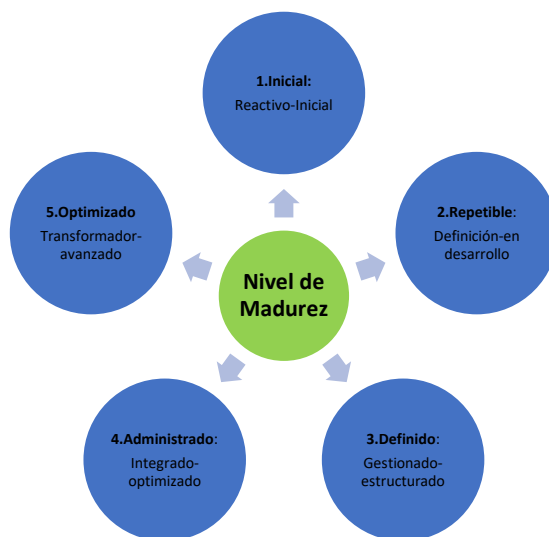 1.Inicial:
Reactivo-Inicial
2.Repetible:
Definición-en
desarrollo
3.Definido:
Gestionado-
estructurado
4.Administrado:
Integrado-
optimizado
5.Optimizado
Transformador-
avanzado
Nivel de
Madurez